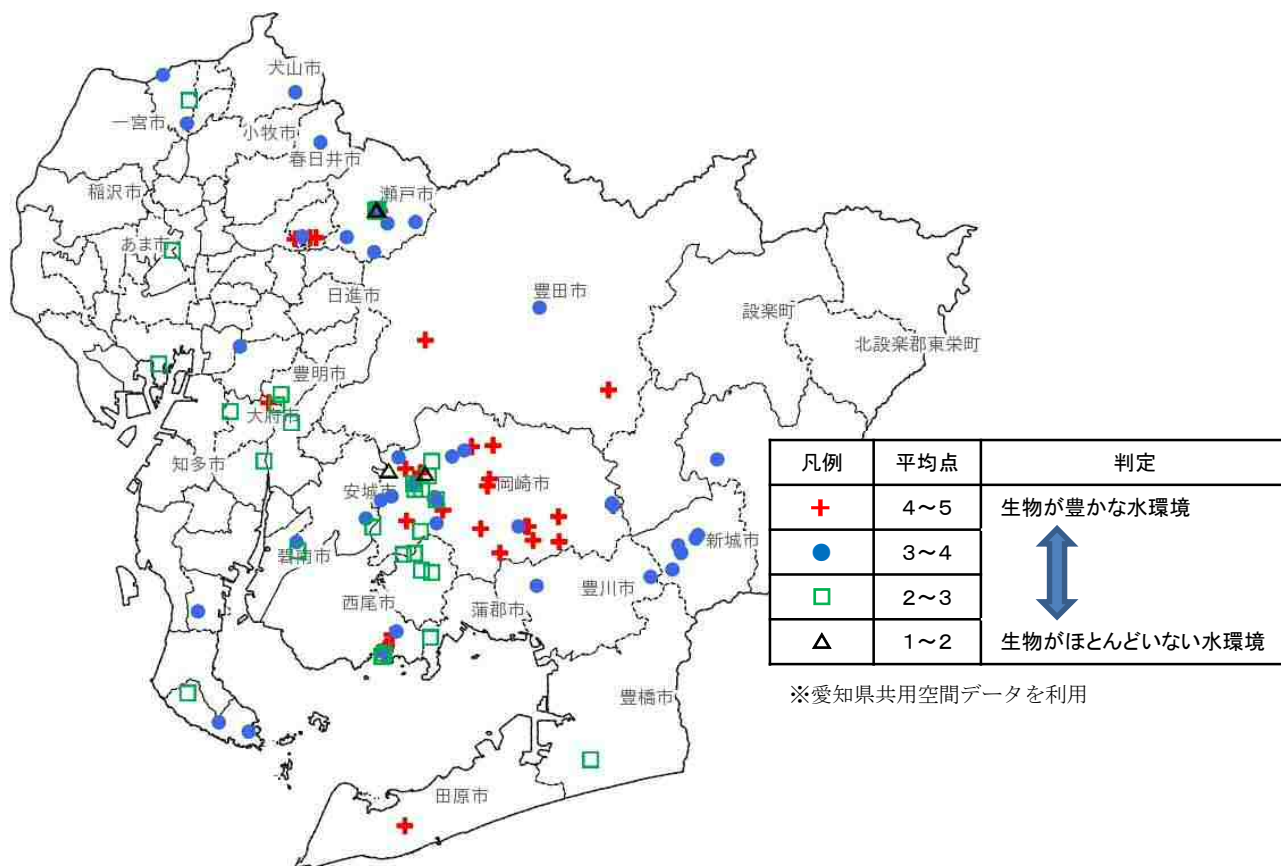 犬山市
一宮市
小牧市
春日井市
稲沢市
瀬戸市
あま市
日進市
豊田市
設楽町
北設楽郡東栄町
豊明市
大府市
知多市
安城市
岡崎市
碧南市
新城市
西尾市
蒲郡市
豊川市
豊橋市
田原市
凡例 平均点 判定
4～5 生物が豊かな水環境
3～4
2～3
1～2 生物がほとんどいない水環境
※愛知県共用空間データを利用